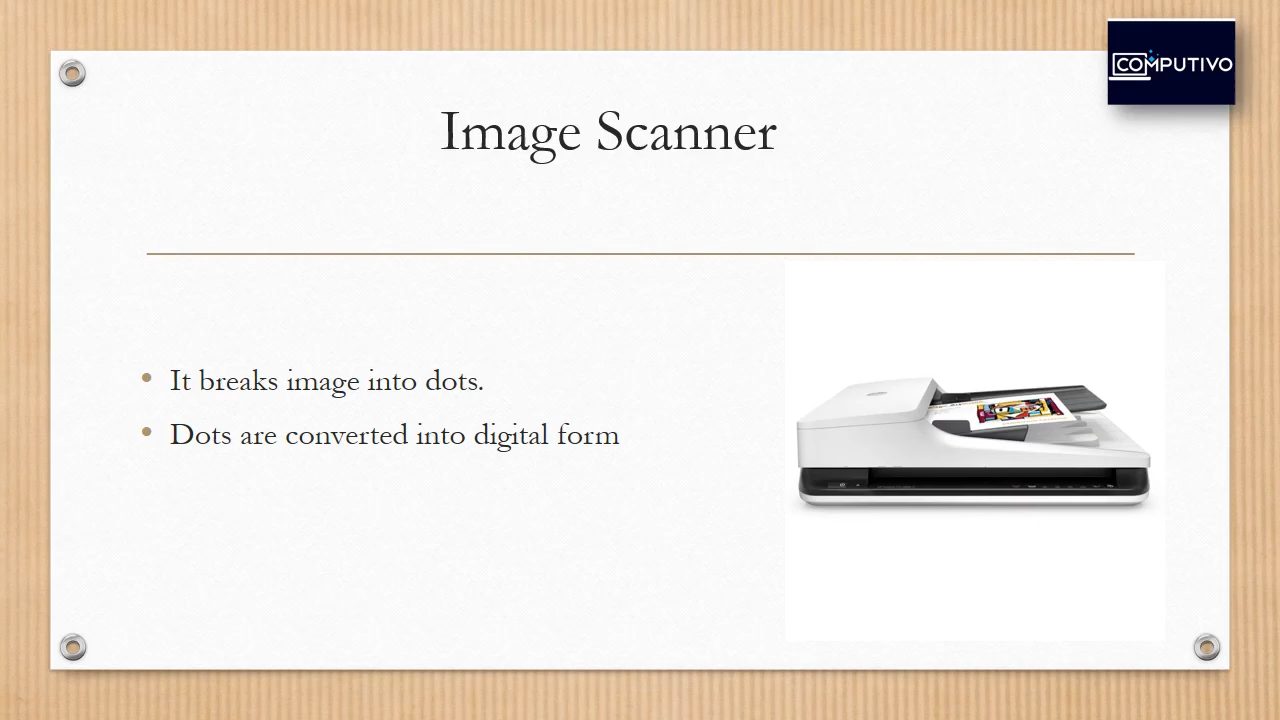 COMPUTIVO
Image Scanner
It breaks image into dots.
Dots are converted into digital form